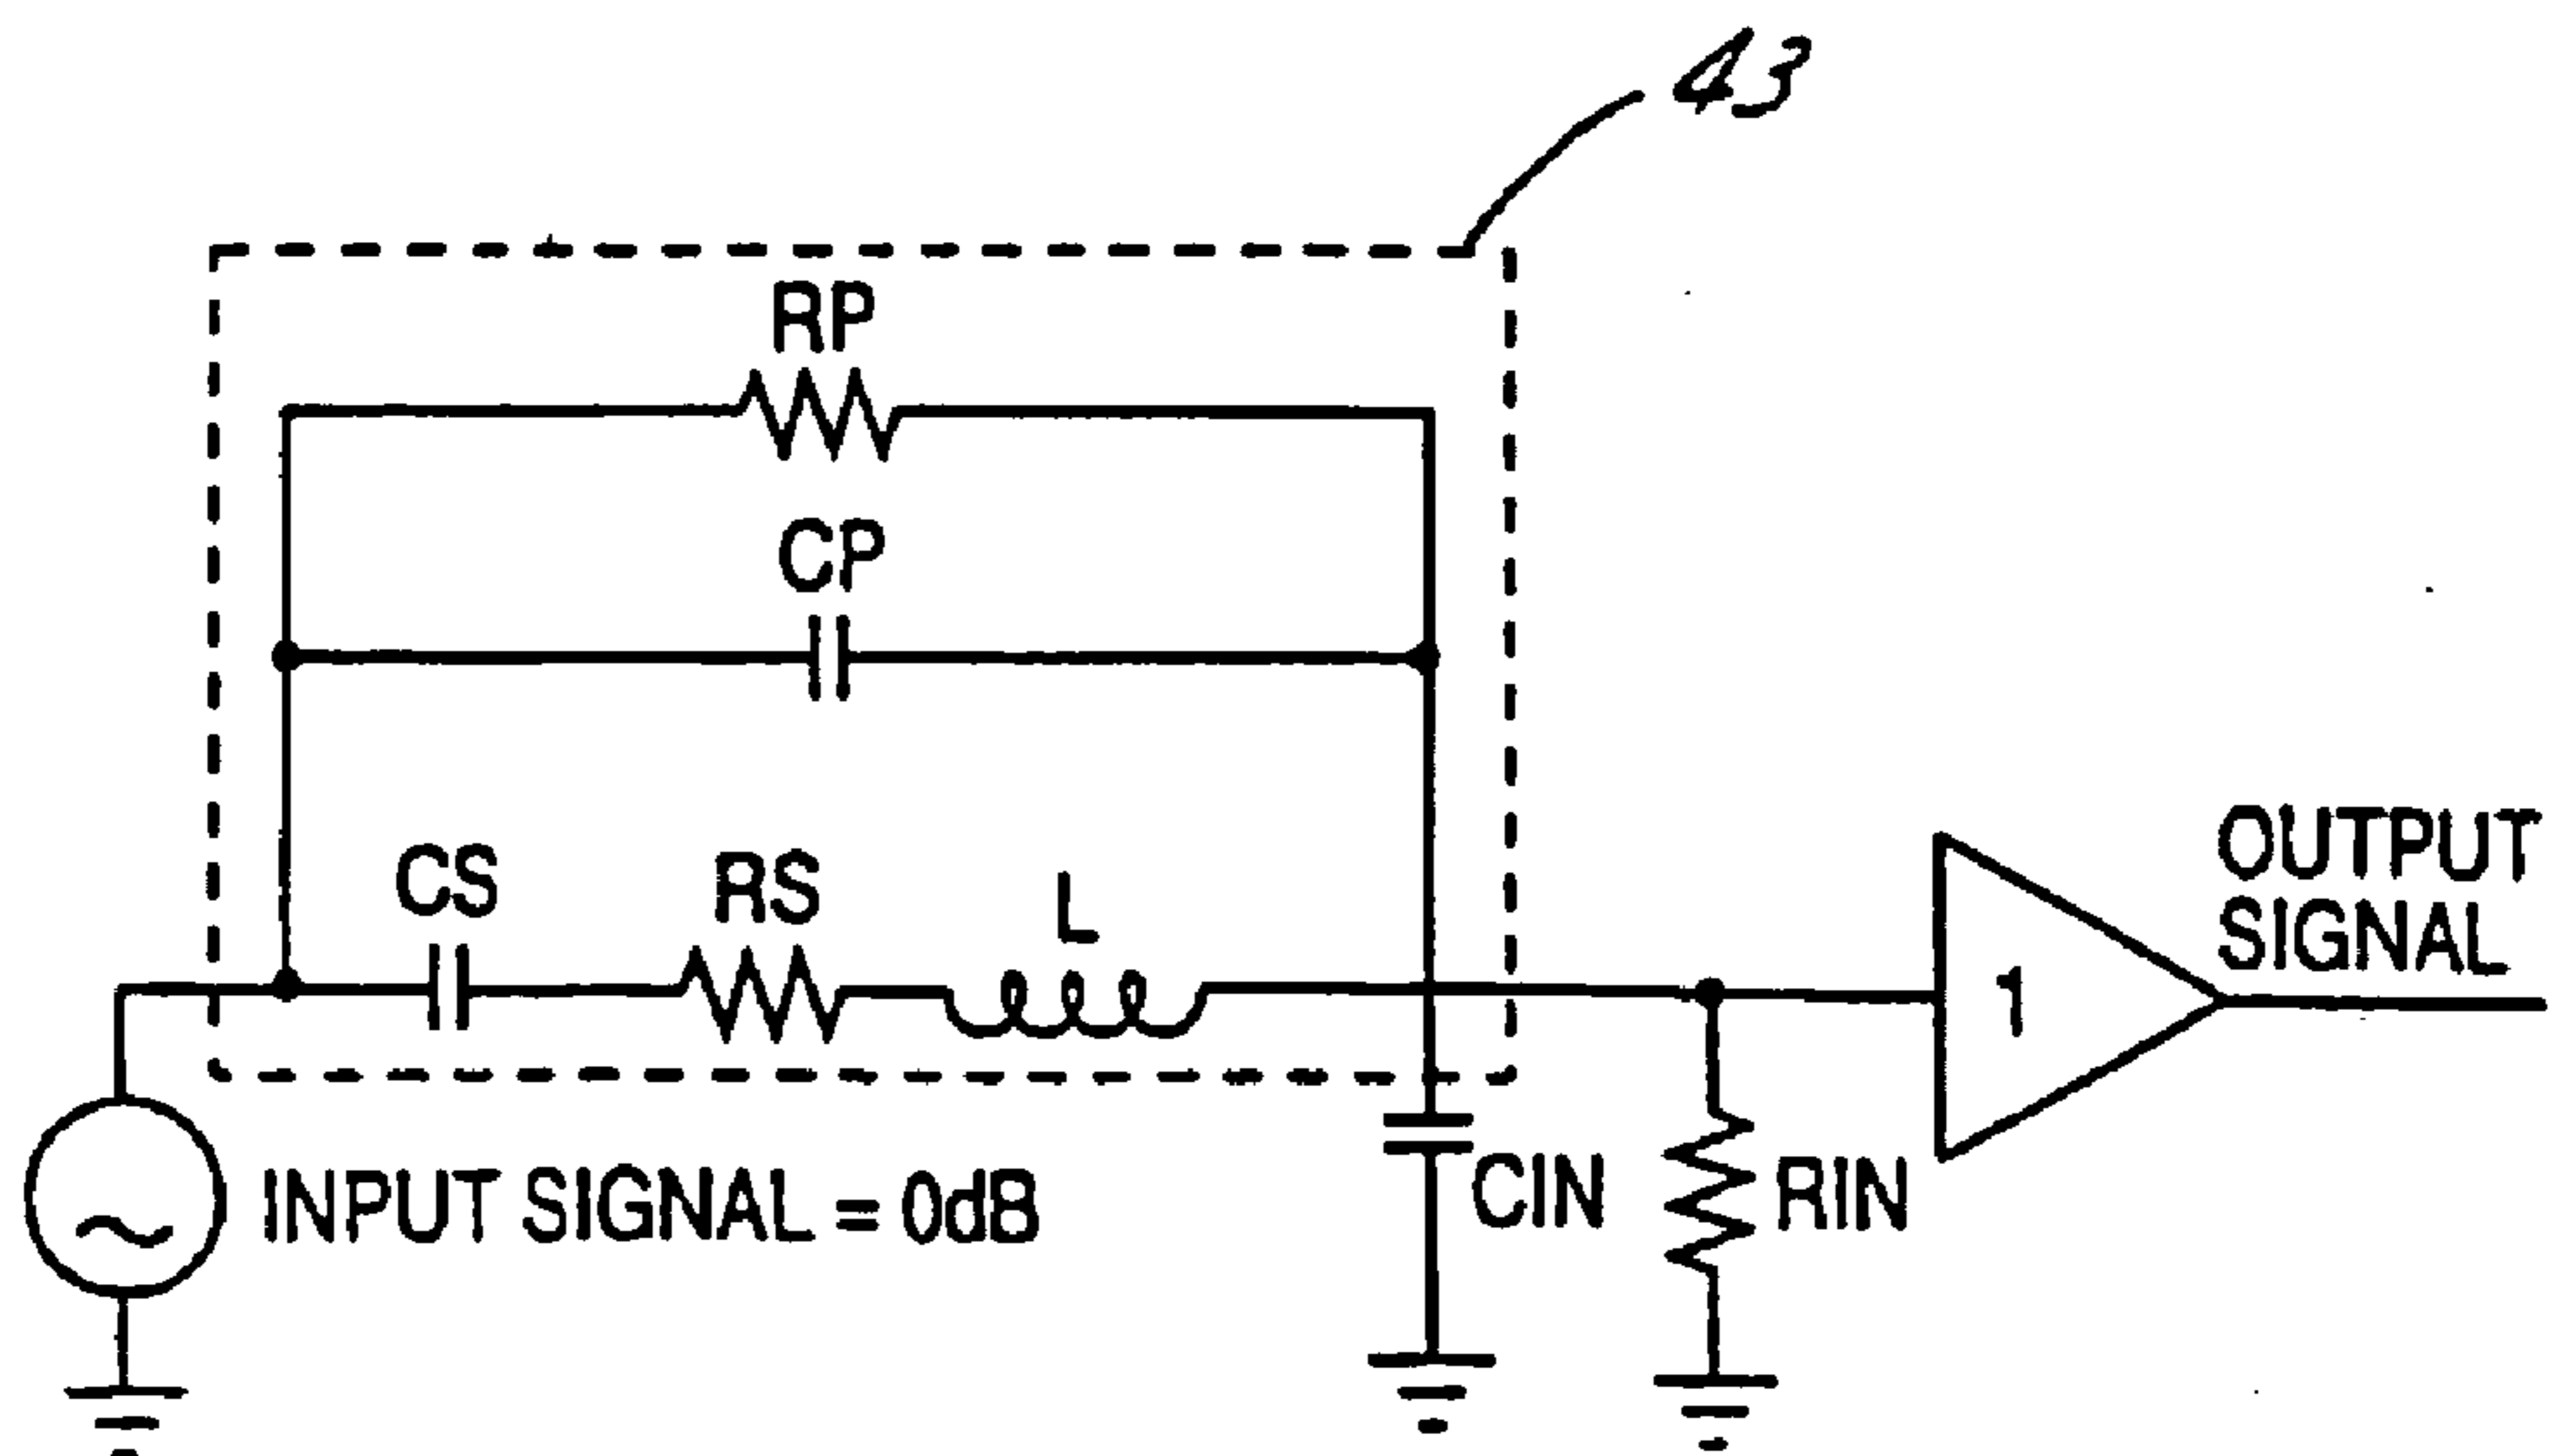 43
RP
CP
CS
RS
L
OUTPUT
SIGNAL
1
INPUT SIGNAL = 0dB
CIN
RIN